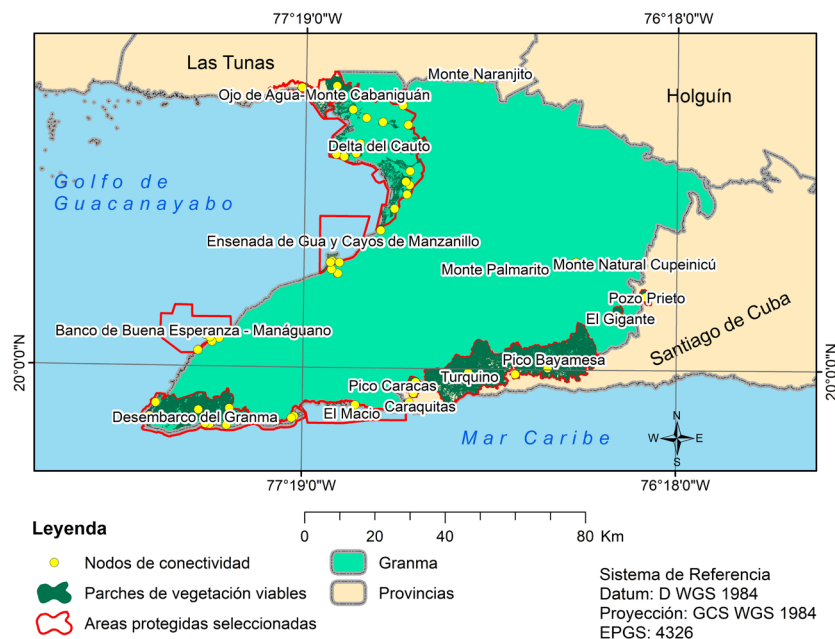 77°19'0"W
76°18'0"W
Las Tunas
Monte Naranjito
Ojo de Agua-Monte Cabaniguán
Holguín
Delta del Cauto
Golfo de
Guacanayabo
Ensenada de Gua y Cayos de Manzanillo
Monte Palmarito
Monte Natural Cupeinicú
Pozo Prieto
El Gigante
Banco de Buena Esperanza - Manáguano
Santiago de Cuba
20°0'0"N
20°0'0"N
Pico Bayamesa
Turquino
Pico Caracas
Caraquitas
El Macio
Desembarco del Granma
Mar Caribe
N
W
E
S
77°19'0"W
76°18'0"W
Leyenda
0
20
40
60
80
Km
Nodos de conectividad
Granma
Parches de vegetación viables
Provincias
Areas protegidas seleccionadas
Sistema de Referencia
Datum: D WGS 1984
Proyección: GCS WGS 1984
EPGS: 4326